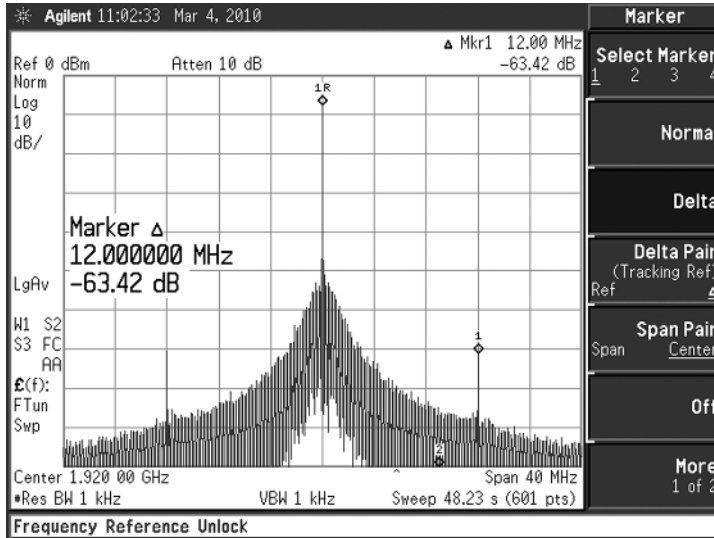 Agilent 11:02:33 Mar 4, 2010
Marker
Δ Mkr1 12.00 MHz
Ref 0 dBm Atten 10 dB -63.42 dB
Select Marker
1 2 3 4
Norm
Log
10
dB/
1R
Norma
Delta
Marker Δ
12.000000 MHz
-63.42 dB
Delta Pair
(Tracking Ref)
Ref Δ
LgAv
W1 S2
S3 FC
AA
1
Span Pair
Span Center
£(f):
FTun
Swp
Off
2
Center 1.920 00 GHz Span 40 MHz
#Res BW 1 kHz VBW 1 kHz Sweep 48.23 s (601 pts)
More
1 of 2
Frequency Reference Unlock